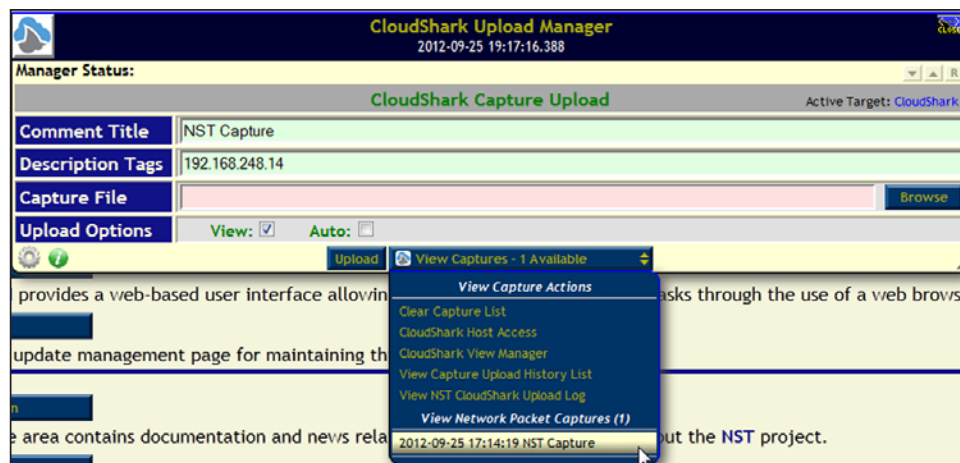 CloudShark Upload Manager
2012-09-25 19:17:16.388
CLOSE
Manager Status:
R
CloudShark Capture Upload
Active Target: CloudShark
Comment Title NST Capture
Description Tags 192.168.248.14
Capture File Browse
Upload Options View: Auto:
Upload View Captures - 1 Available
View Capture Actions
provides a web-based user interface allowin asks through the use of a web brows
Clear Capture List
CloudShark Host Access
update management page for maintaining th CloudShark View Manager
View Capture Upload History List
View NST CloudShark Upload Log
n
View Network Packet Captures (1)
e area contains documentation and news rela 2012-09-25 17:14:19 NST Capture out the NST project.